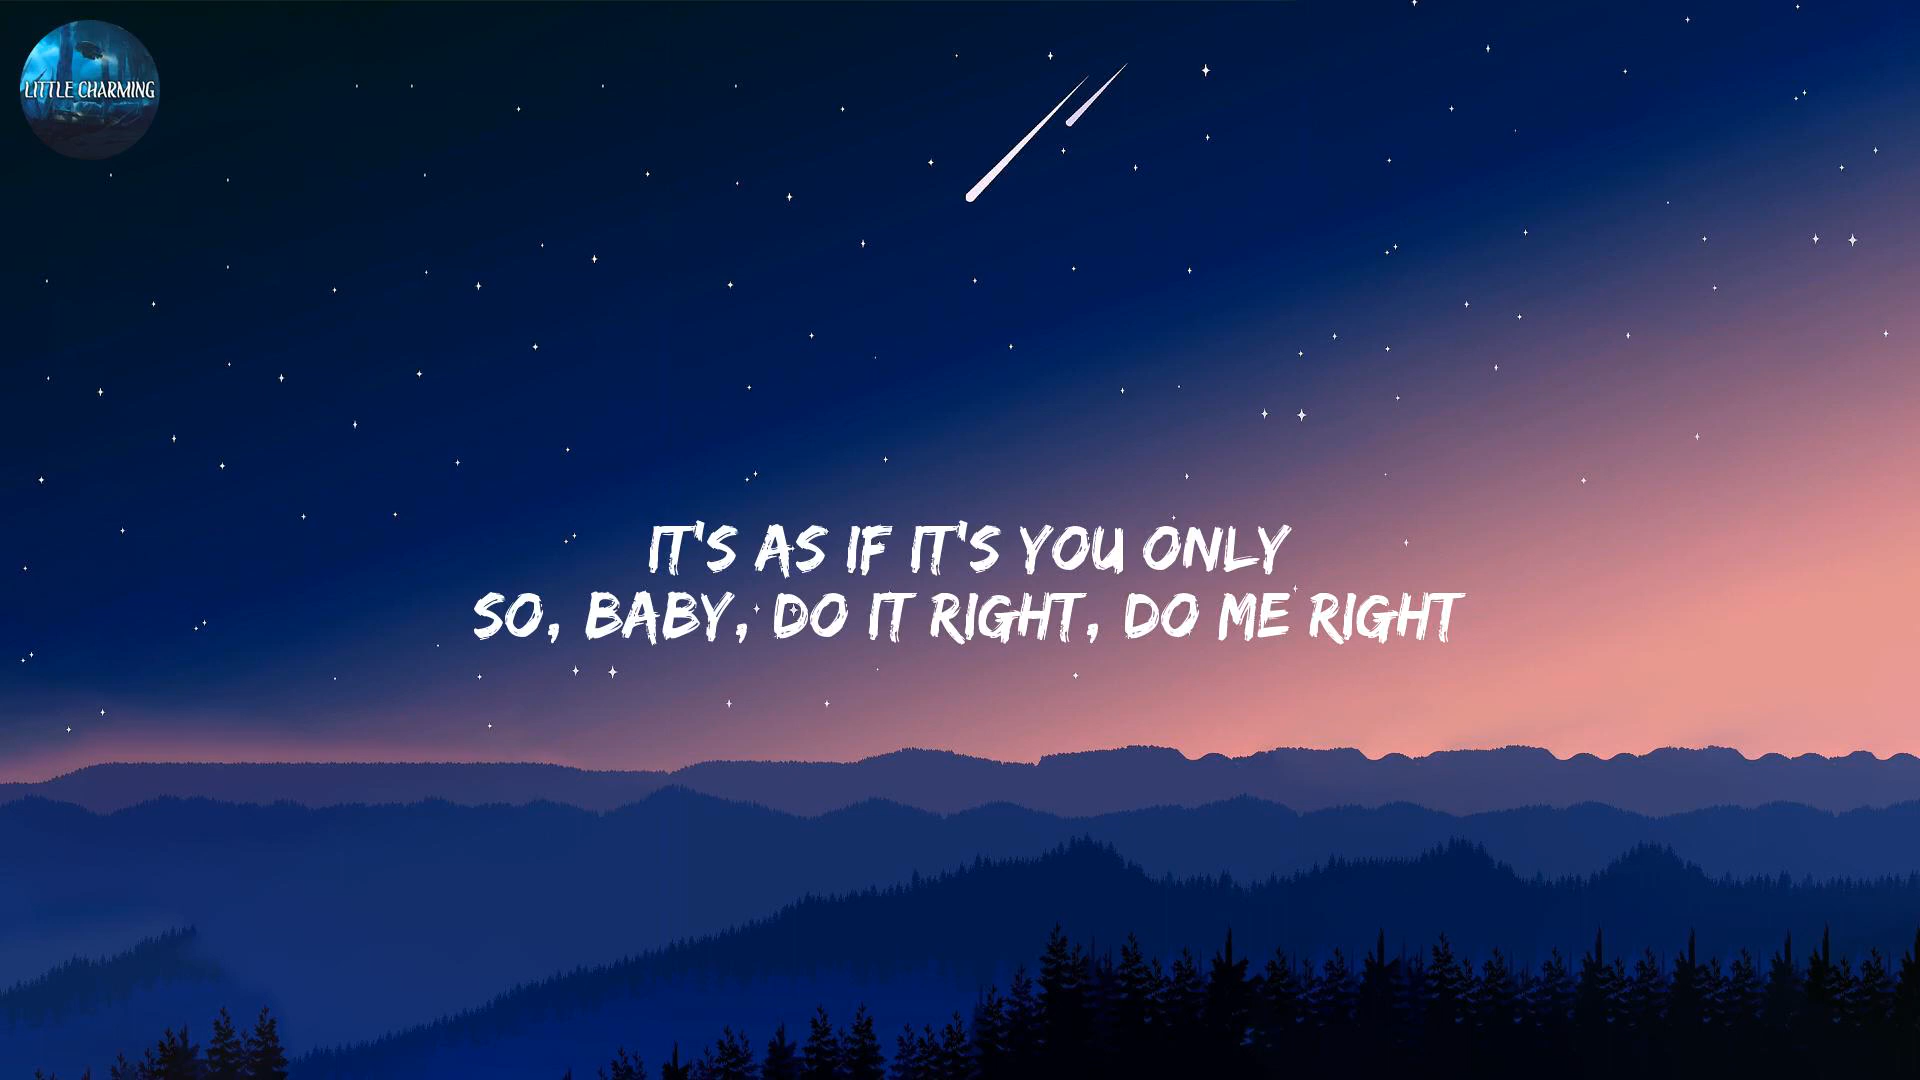 LITTLE CHARMING
IT'S AS IF IT'S YOU ONLY
SO, BABY, DO IT RIGHT, DO ME RIGHT